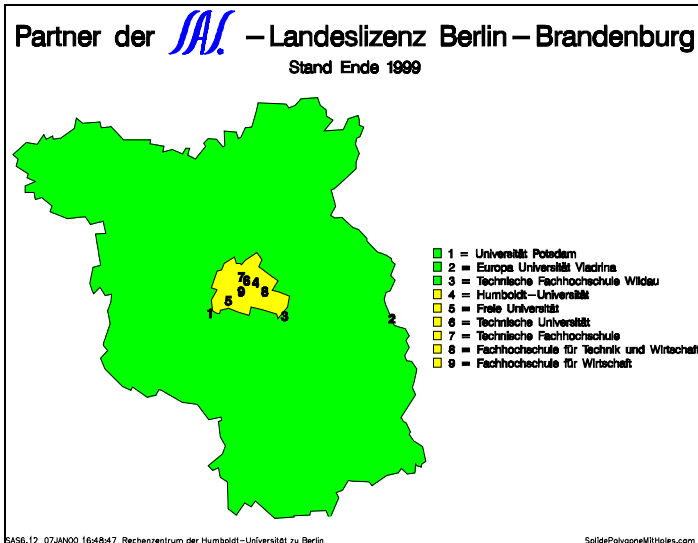 Partner der SAS. –Landeslizenz Berlin–Brandenburg
Stand Ende 1999
7
6 4
9 8
5
1
3
2
1 = Universität Potsdam
2 = Europa Universität Viadrina
3 = Technische Fachhochschule Wildau
4 = Humboldt–Universität
5 = Freie Universität
6 = Technische Universität
7 = Technische Fachhochschule
8 = Fachhochschule für Technik und Wirtschaft
9 = Fachhochschule für Wirtschaft
SAS6.12 07JAN00 16:48:47 Rechenzentrum der Humboldt–Universität zu Berlin
SolidePolygoneMitHoles.com